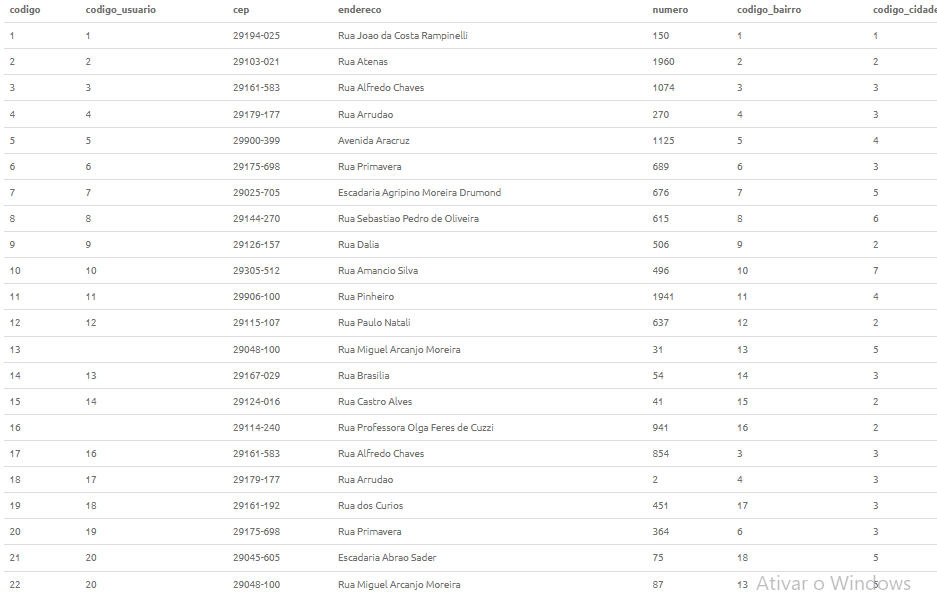 codigo codigo_usuario cep endereco numero codigo_bairro codigo_cidade
1 1 29194-025 Rua Joao da Costa Rampinelli 150 1 1
2 2 29103-021 Rua Atenas 1960 2 2
3 3 29161-583 Rua Alfredo Chaves 1074 3 3
4 4 29179-177 Rua Arrudao 270 4 3
5 5 29900-399 Avenida Aracruz 1125 5 4
6 6 29175-698 Rua Primavera 689 6 3
7 7 29025-705 Escadaria Agripino Moreira Drumond 676 7 5
8 8 29144-270 Rua Sebastiao Pedro de Oliveira 615 8 6
9 9 29126-157 Rua Dalia 506 9 2
10 10 29305-512 Rua Amancio Silva 496 10 7
11 11 29906-100 Rua Pinheiro 1941 11 4
12 12 29115-107 Rua Paulo Natali 637 12 2
13 29048-100 Rua Miguel Arcanjo Moreira 31 13 5
14 13 29167-029 Rua Brasilia 54 14 3
15 14 29124-016 Rua Castro Alves 41 15 2
16 29114-240 Rua Professora Olga Feres de Cuzzi 941 16 2
17 16 29161-583 Rua Alfredo Chaves 854 3 3
18 17 29179-177 Rua Arrudao 2 4 3
19 18 29161-192 Rua dos Curios 451 17 3
20 19 29175-698 Rua Primavera 364 6 3
21 20 29045-605 Escadaria Abrao Sader 75 18 5
22 20 29048-100 Rua Miguel Arcanjo Moreira 87 13 5
Ativar o Windows